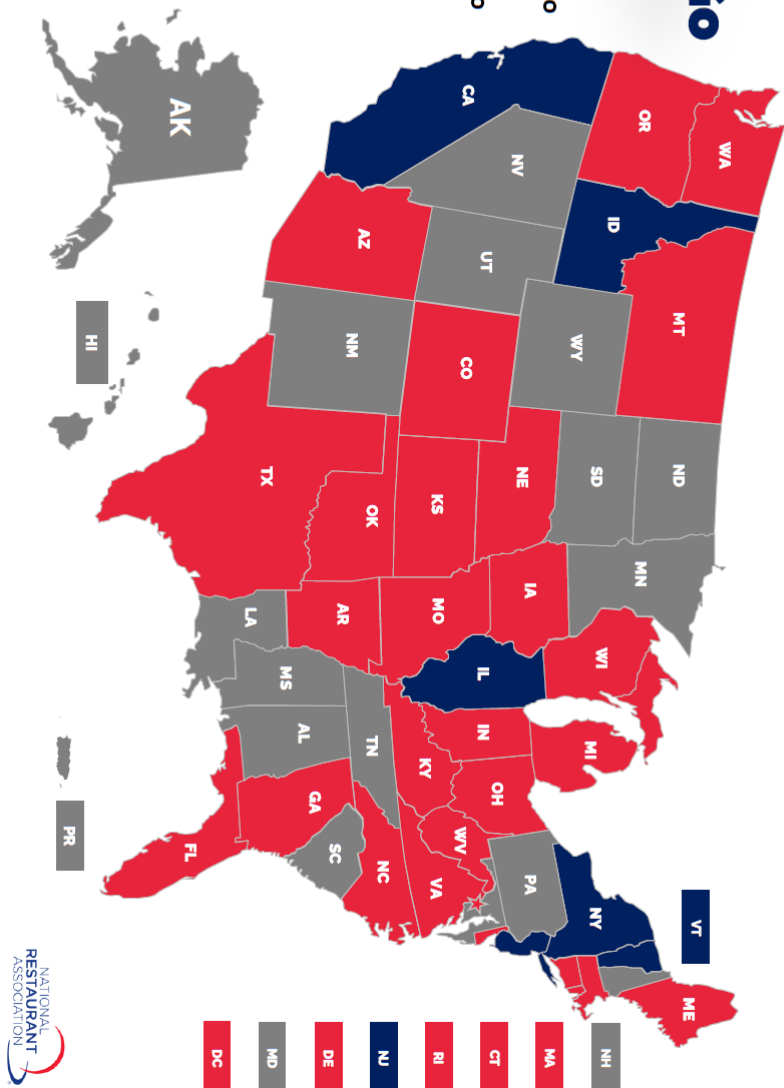 WA
ND
MT
ME
VT
MN
OR
ID
SD
WI
NH
NY
WY
MI
MA
NE
IA
PA
CT
NV
UT
IL
IN
OH
CA
CO
KS
MO
KY
WV
VA
RI
AZ
NM
OK
AR
TN
NC
NJ
TX
MS
AL
GA
SC
DE
LA
MD
AK
FL
DC
HI
PR
NATIONAL
RESTAURANT
ASSOCIATION